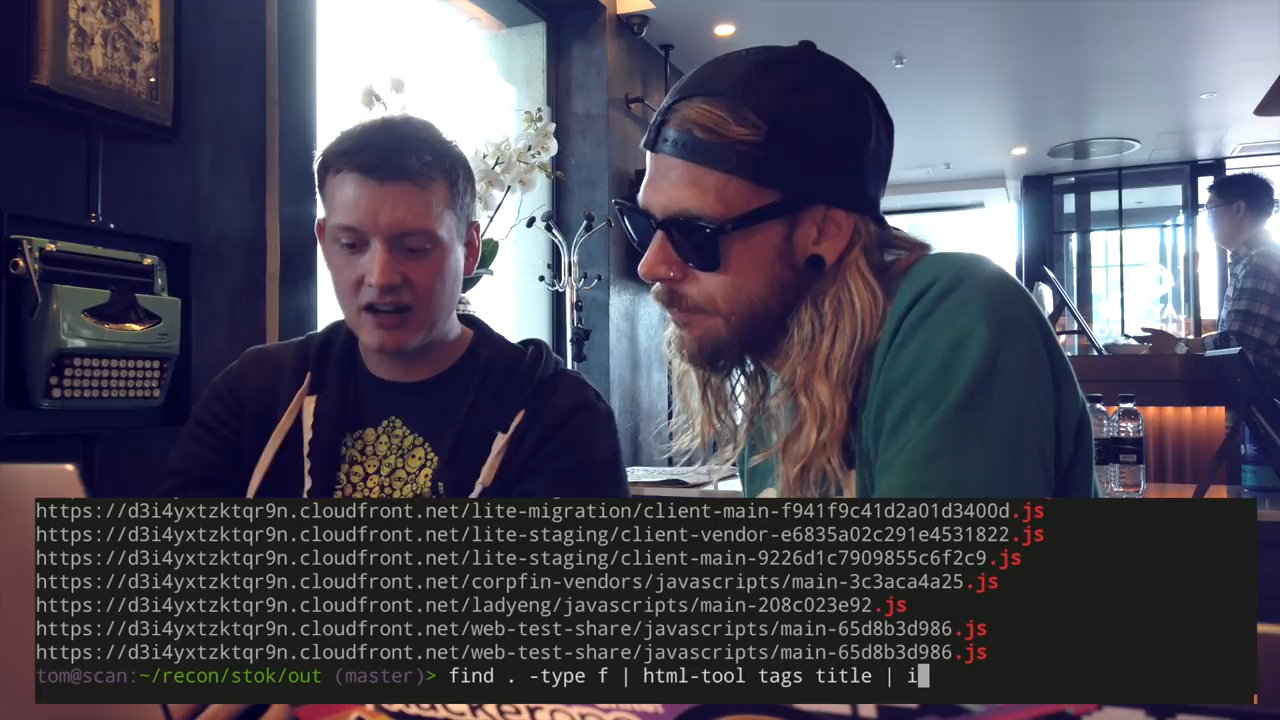 https://d3i4yxtzktqr9n.cloudfront.net/lite-migration/client-main-f941f9c41d2a01d3400d.js
https://d3i4yxtzktqr9n.cloudfront.net/lite-staging/client-vendor-e6835a02c291e4531822.js
https://d3i4yxtzktqr9n.cloudfront.net/lite-staging/client-main-9226d1c7909855c6f2c9.js
https://d3i4yxtzktqr9n.cloudfront.net/corpfin-vendors/javascripts/main-3c3aca4a25.js
https://d3i4yxtzktqr9n.cloudfront.net/ladyeng/javascripts/main-208c023e92.js
https://d3i4yxtzktqr9n.cloudfront.net/web-test-share/javascripts/main-65d8b3d986.js
https://d3i4yxtzktqr9n.cloudfront.net/web-test-share/javascripts/main-65d8b3d986.js
tom@scan:~/recon/stok/out (master)> find . -type f | html-tool tags title | i